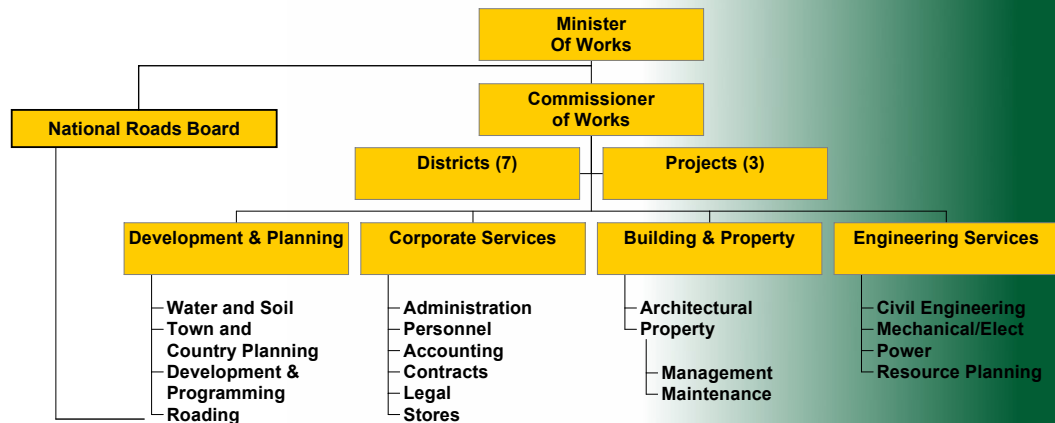 Minister
Of Works
Commissioner
of Works
National Roads Board
Districts (7)
Projects (3)
Development & Planning
Water and Soil
Town and
Country Planning
Development &
Programming
Roading
Corporate Services
Administration
Personnel
Accounting
Contracts
Legal
Stores
Building & Property
Architectural
Property
Management
Maintenance
Engineering Services
Civil Engineering
Mechanical/Elect
Power
Resource Planning